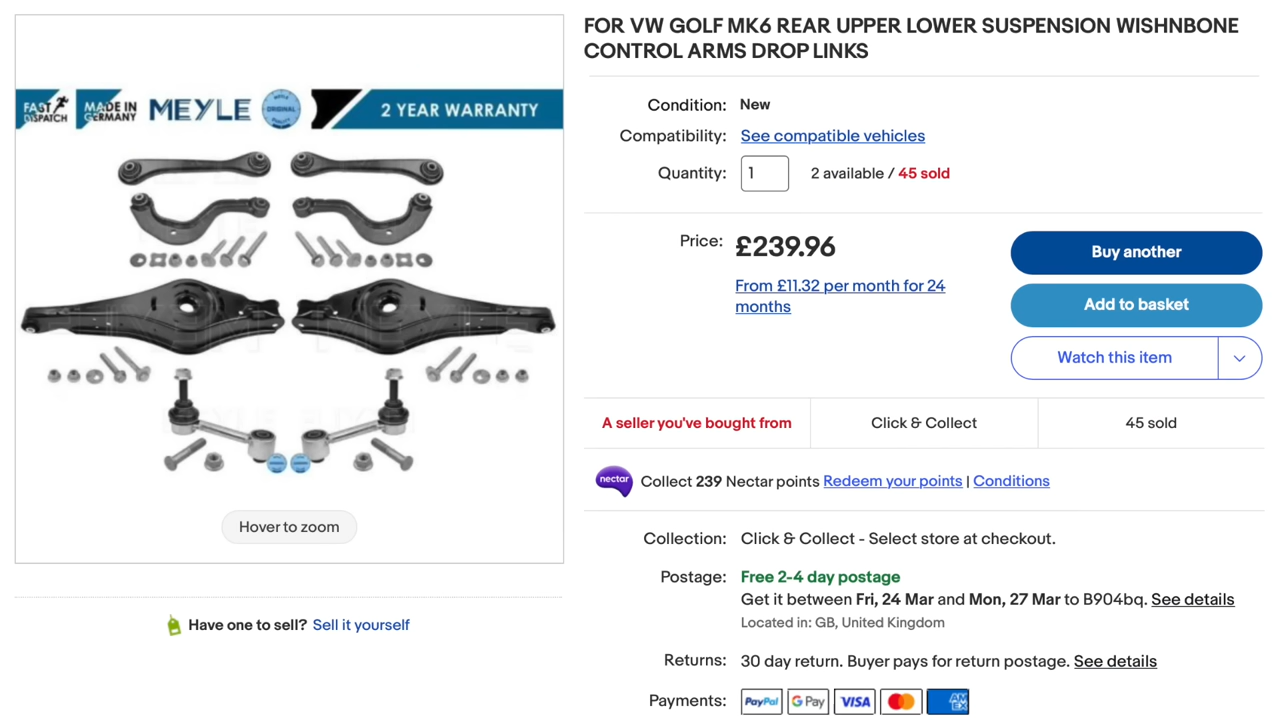 FOR VW GOLF MK6 REAR UPPER LOWER SUSPENSION WISHNBONE
CONTROL ARMS DROP LINKS
FAST
DISPATCH
MADE IN
GERMANY
MEYLE
MEYLE
ORIGINAL
QUALITY
2 YEAR WARRANTY
Hover to zoom
Have one to sell? Sell it yourself
Condition: New
Compatibility: See compatible vehicles
Quantity: 1 2 available / 45 sold
Price: £239.96
From £11.32 per month for 24
months
Buy another
Add to basket
Watch this item
A seller you've bought from Click & Collect 45 sold
nectar Collect 239 Nectar points Redeem your points | Conditions
Collection: Click & Collect - Select store at checkout.
Postage: Free 2-4 day postage
Get it between Fri, 24 Mar and Mon, 27 Mar to B904bq. See details
Located in: GB, United Kingdom
Returns: 30 day return. Buyer pays for return postage. See details
Payments: PayPal G Pay VISA AM EX